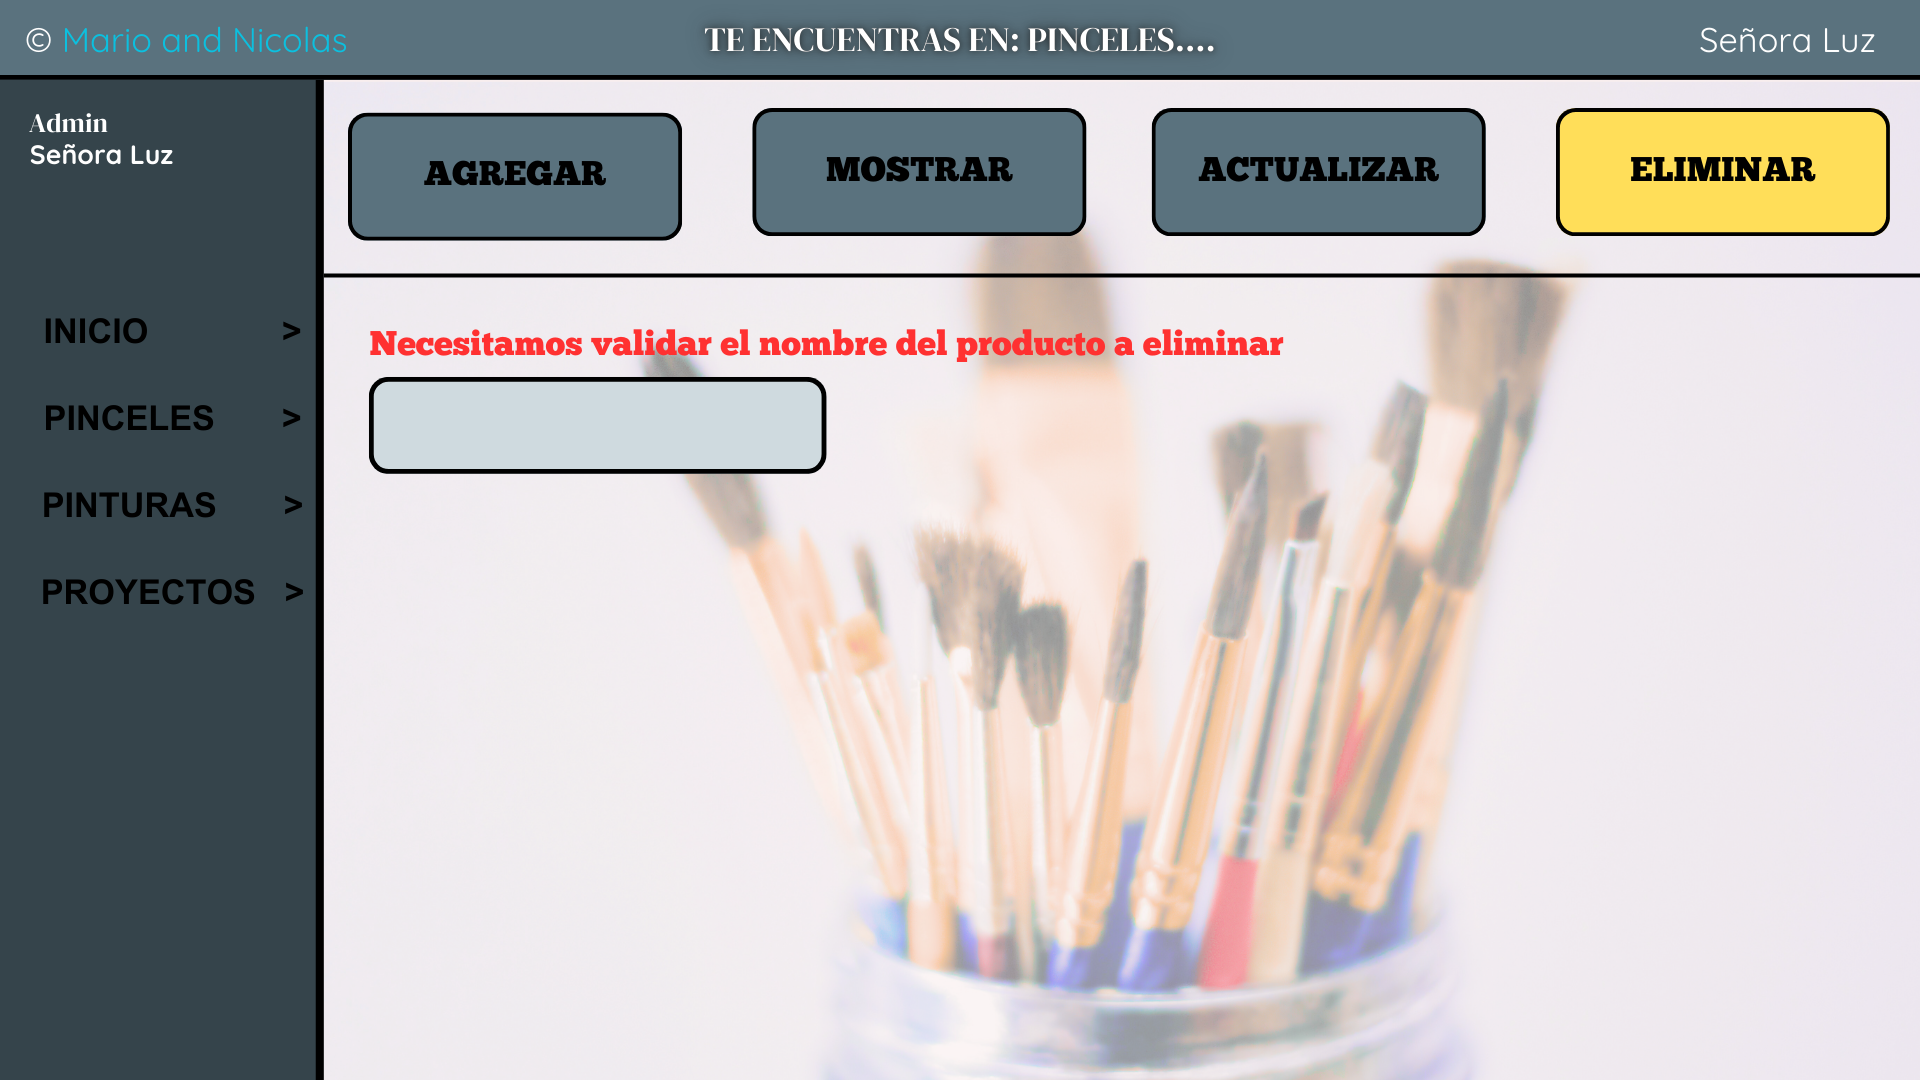 © Mario and Nicolas
TE ENCUENTRAS EN: PINCELES....
Señora Luz
Admin
Señora Luz
AGREGAR
MOSTRAR
ACTUALIZAR
ELIMINAR
INICIO >
PINCELES >
PINTURAS >
PROYECTOS >
Necesitamos validar el nombre del producto a eliminar